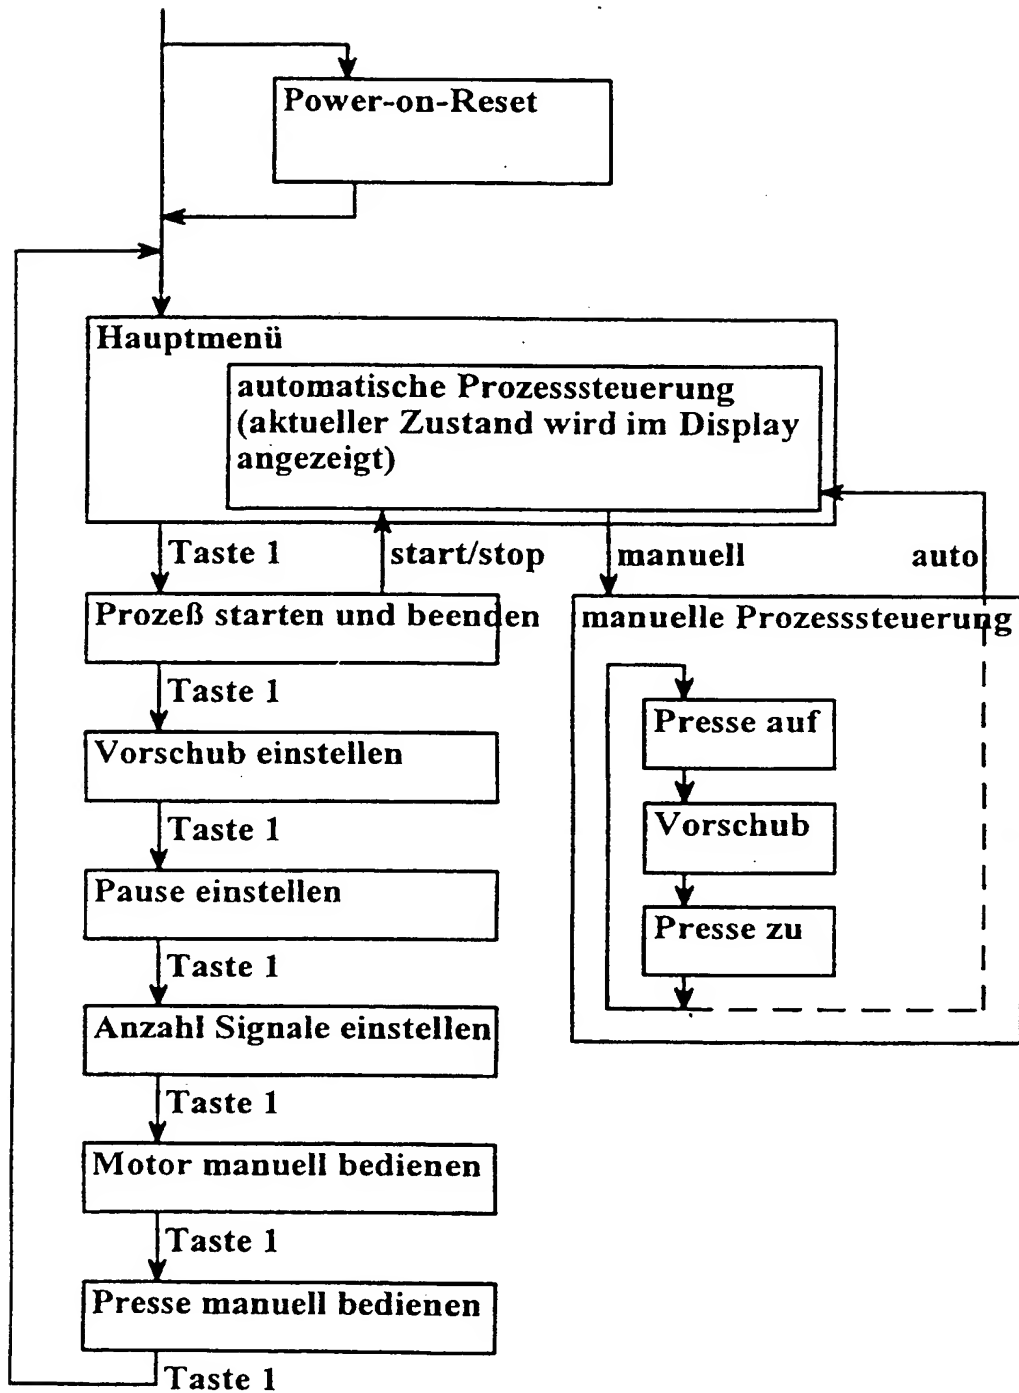 Power-on-Reset
Hauptmenü
automatische Prozesssteuerung
(aktueller Zustand wird im Display
angezeigt)
Taste 1
start/stop
manuell
auto
Prozeß starten und beenden
manuelle Prozesssteuerung
Taste 1
Presse auf
Vorschub einstellen
Taste 1
Vorschub
Pause einstellen
Presse zu
Taste 1
Anzahl Signale einstellen
Taste 1
Motor manuell bedienen
Taste 1
Presse manuell bedienen
Taste 1